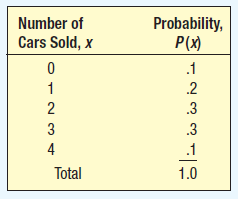 Number of Probability,
Cars Sold, x P(x)
0 .1
1 .2
2 .3
3 .3
4 .1
Total 1.0